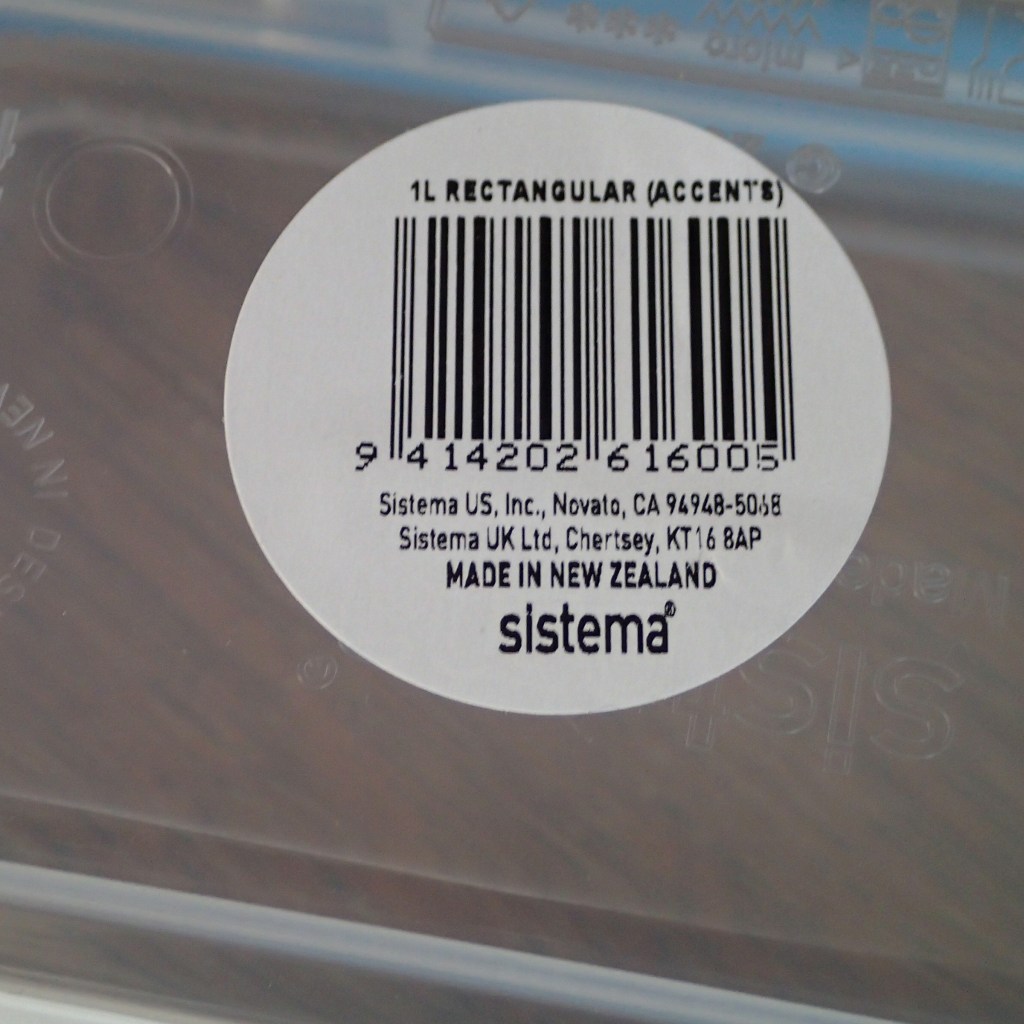 micro
1L RECTANGULAR (ACCENTS)
9 414202 616005
Sistema US, Inc., Novato, CA 94948-5068
Sistema UK Ltd, Chertsey, KT16 8AP
MADE IN NEW ZEALAND
sistema®